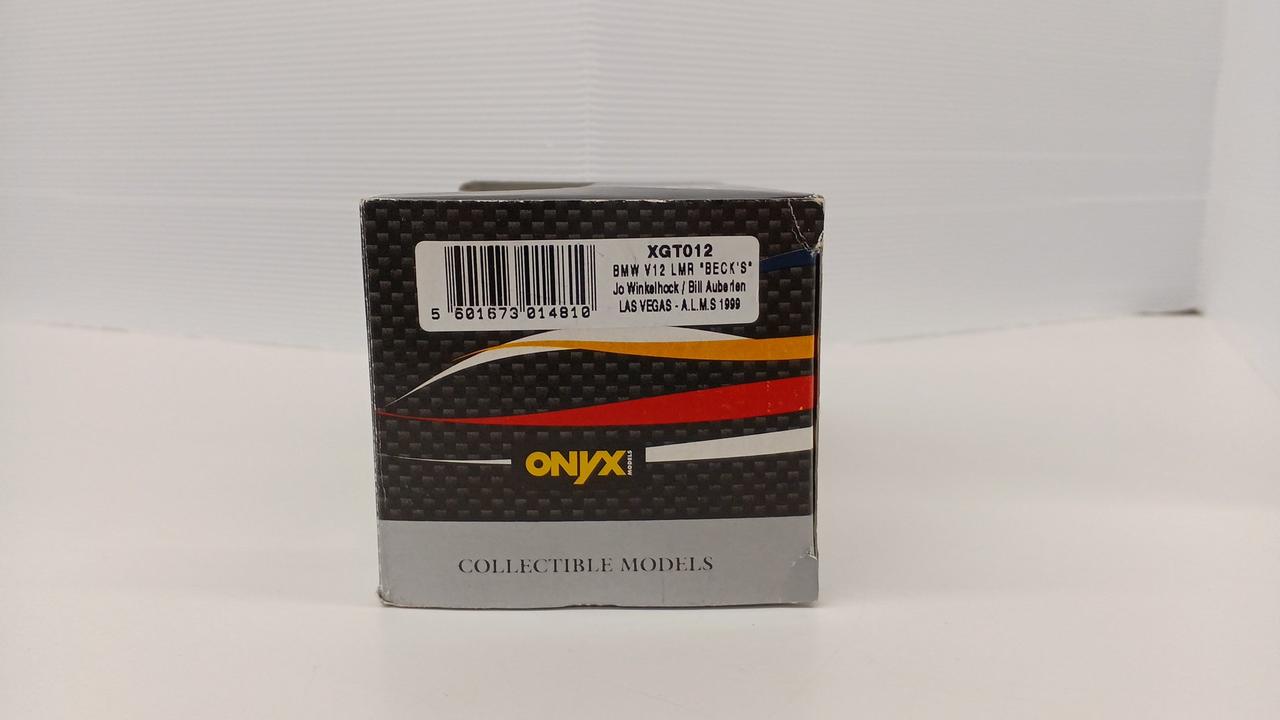 XGT012
BMW V12 LMR "BECK'S"
Jo Winkelhock / Bill Auberlen
LAS VEGAS - A.L.M.S 1999
5 601673 014810
ONYX MODELS
COLLECTIBLE MODELS